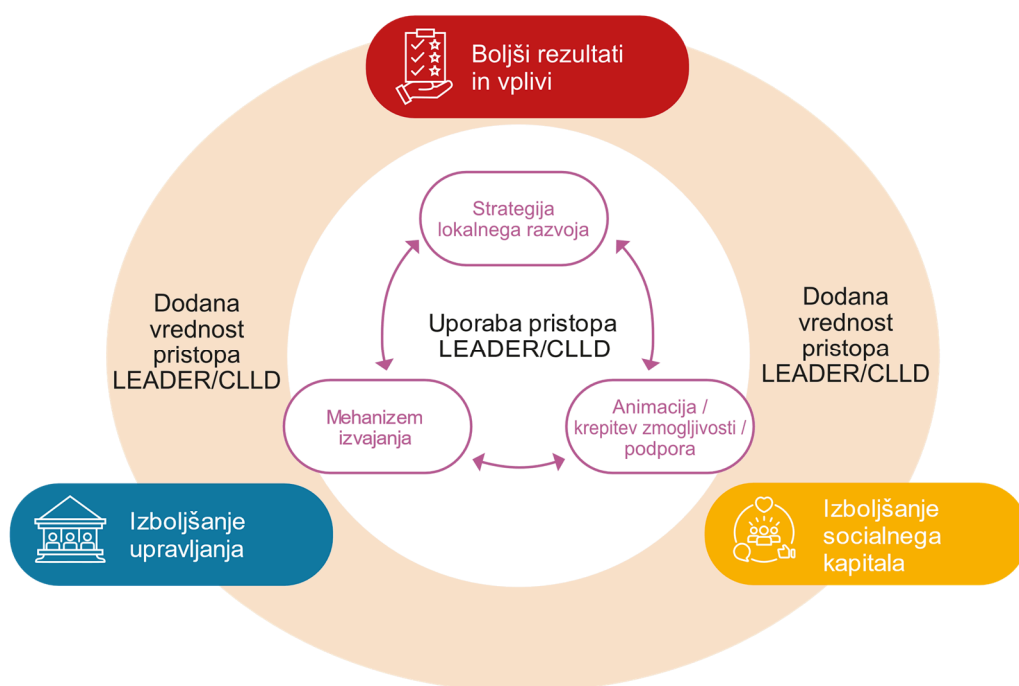 Boljši rezultati
in vplivi
Strategija
lokalnega razvoja
Dodana
vrednost
pristopa
LEADER/CLLD
Uporaba pristopa
LEADER/CLLD
Dodana
vrednost
pristopa
LEADER/CLLD
Mehanizem
izvajanja
Animacija /
krepitev zmogljivosti /
podpora
Izboljšanje
upravljanja
Izboljšanje
socialnega
kapitala